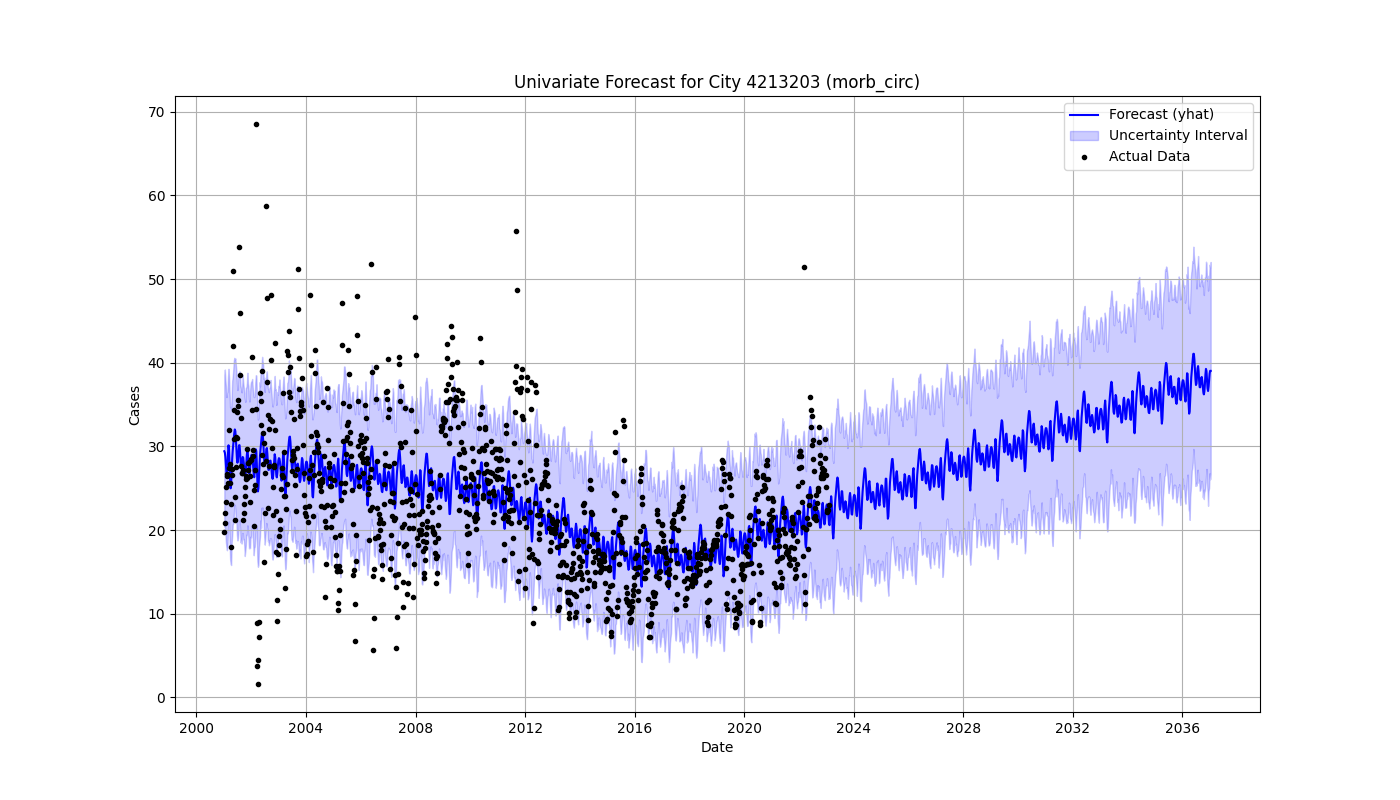 Univariate Forecast for City 4213203 (morb_circ)
Forecast (yhat)
Uncertainty Interval
Actual Data
Cases
70
60
50
40
30
20
10
0
2000 2004 2008 2012 2016 2020 2024 2028 2032 2036
Date